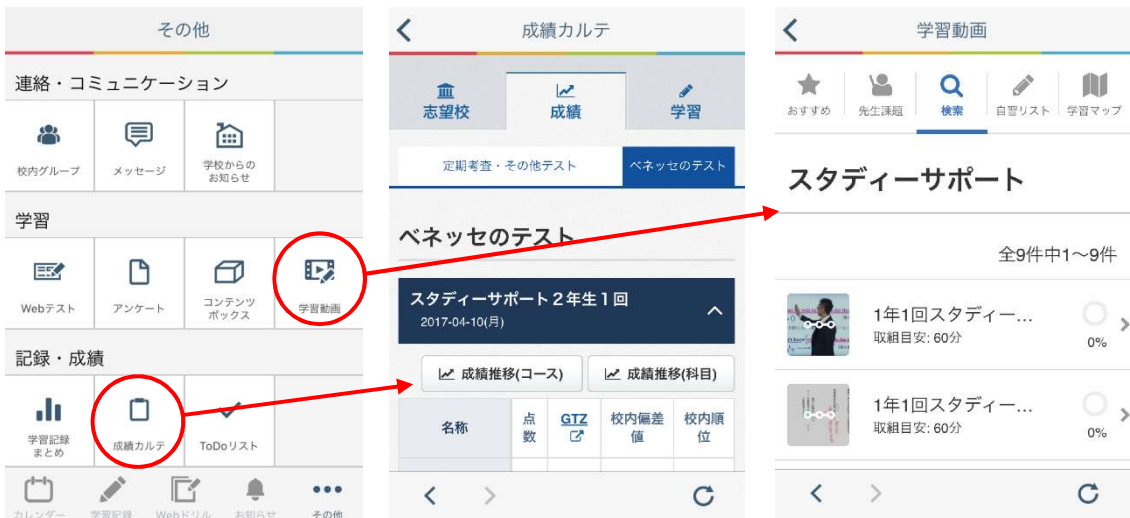 その他
連絡・コミュニケーション
校内グループ
メッセージ
学校からの
お知らせ
学習
Webテスト
アンケート
コンテンツ
ボックス
学習動画
記録・成績
学習記録
まとめ
成績カルテ
ToDoリスト
カレンダー
学習記録
Webドリル
お知らせ
その他
成績カルテ
志望校
成績
学習
定期考査・その他テスト
ベネッセのテスト
ベネッセのテスト
スタディーサポート2年生1回
2017-04-10(月)
成績推移(コース)
成績推移(科目)
名称
点
数
GTZ
校内偏差
値
校内順
位
学習動画
おすすめ
先生課題
検索
自習リスト
学習マップ
スタディーサポート
全9件中1～9件
1年1回スタディー...
取組目安: 60分
0%
1年1回スタディー...
取組目安: 60分
0%